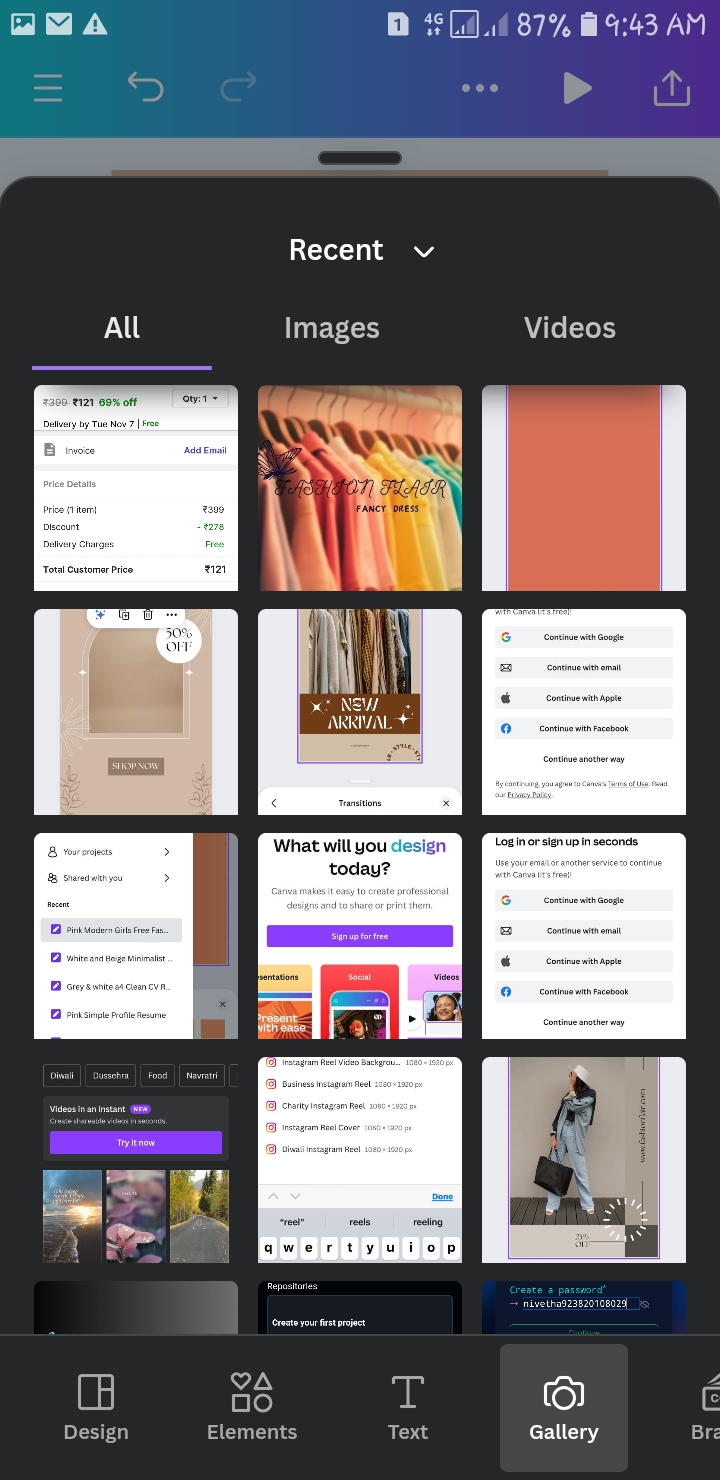 1 4G 87% 9:43 AM
Recent
All Images Videos
₹399 ₹121 69% off Qty: 1
Delivery by Tue Nov 7 | Free
Invoice Add Email
Price Details
Price (1 item) ₹399
Discount - ₹278
Delivery Charges Free
Total Customer Price ₹121
FASHION FLAIR
FANCY DRESS
50%
OFF
SHOP NOW
NEW
ARRIVAL
Transitions
with Canva (it's free)!
Continue with Google
Continue with email
Continue with Apple
Continue with Facebook
Continue another way
By continuing, you agree to Canva's Terms of Use. Read
our Privacy Policy.
Your projects
Shared with you
Recent
Pink Modern Girls Free Fas...
White and Beige Minimalist ...
Grey & white a4 Clean CV R...
Pink Simple Profile Resume
What will you design
today?
Canva makes it easy to create professional
designs and to share or print them.
Sign up for free
sentations Social Videos
Present
with ease
Log in or sign up in seconds
Use your email or another service to continue
with Canva (it's free)!
Continue with Google
Continue with email
Continue with Apple
Continue with Facebook
Continue another way
Diwali Dussehra Food Navratri
Videos in an instant NEW
Create shareable videos in seconds.
Try it now
Instagram Reel Video Backgrou... 1080 × 1920 px
Business Instagram Reel 1080 × 1920 px
Charity Instagram Reel 1080 × 1920 px
Instagram Reel Cover 1080 × 1920 px
Diwali Instagram Reel 1080 × 1920 px
Done
"reel" reels reeling
q w e r t y u i o p
www.fashionflair.com
25%
OFF
Repositories
Create your first project
Create a password*
→ nivetha923820108029
Continue
Design Elements Text Gallery Bra